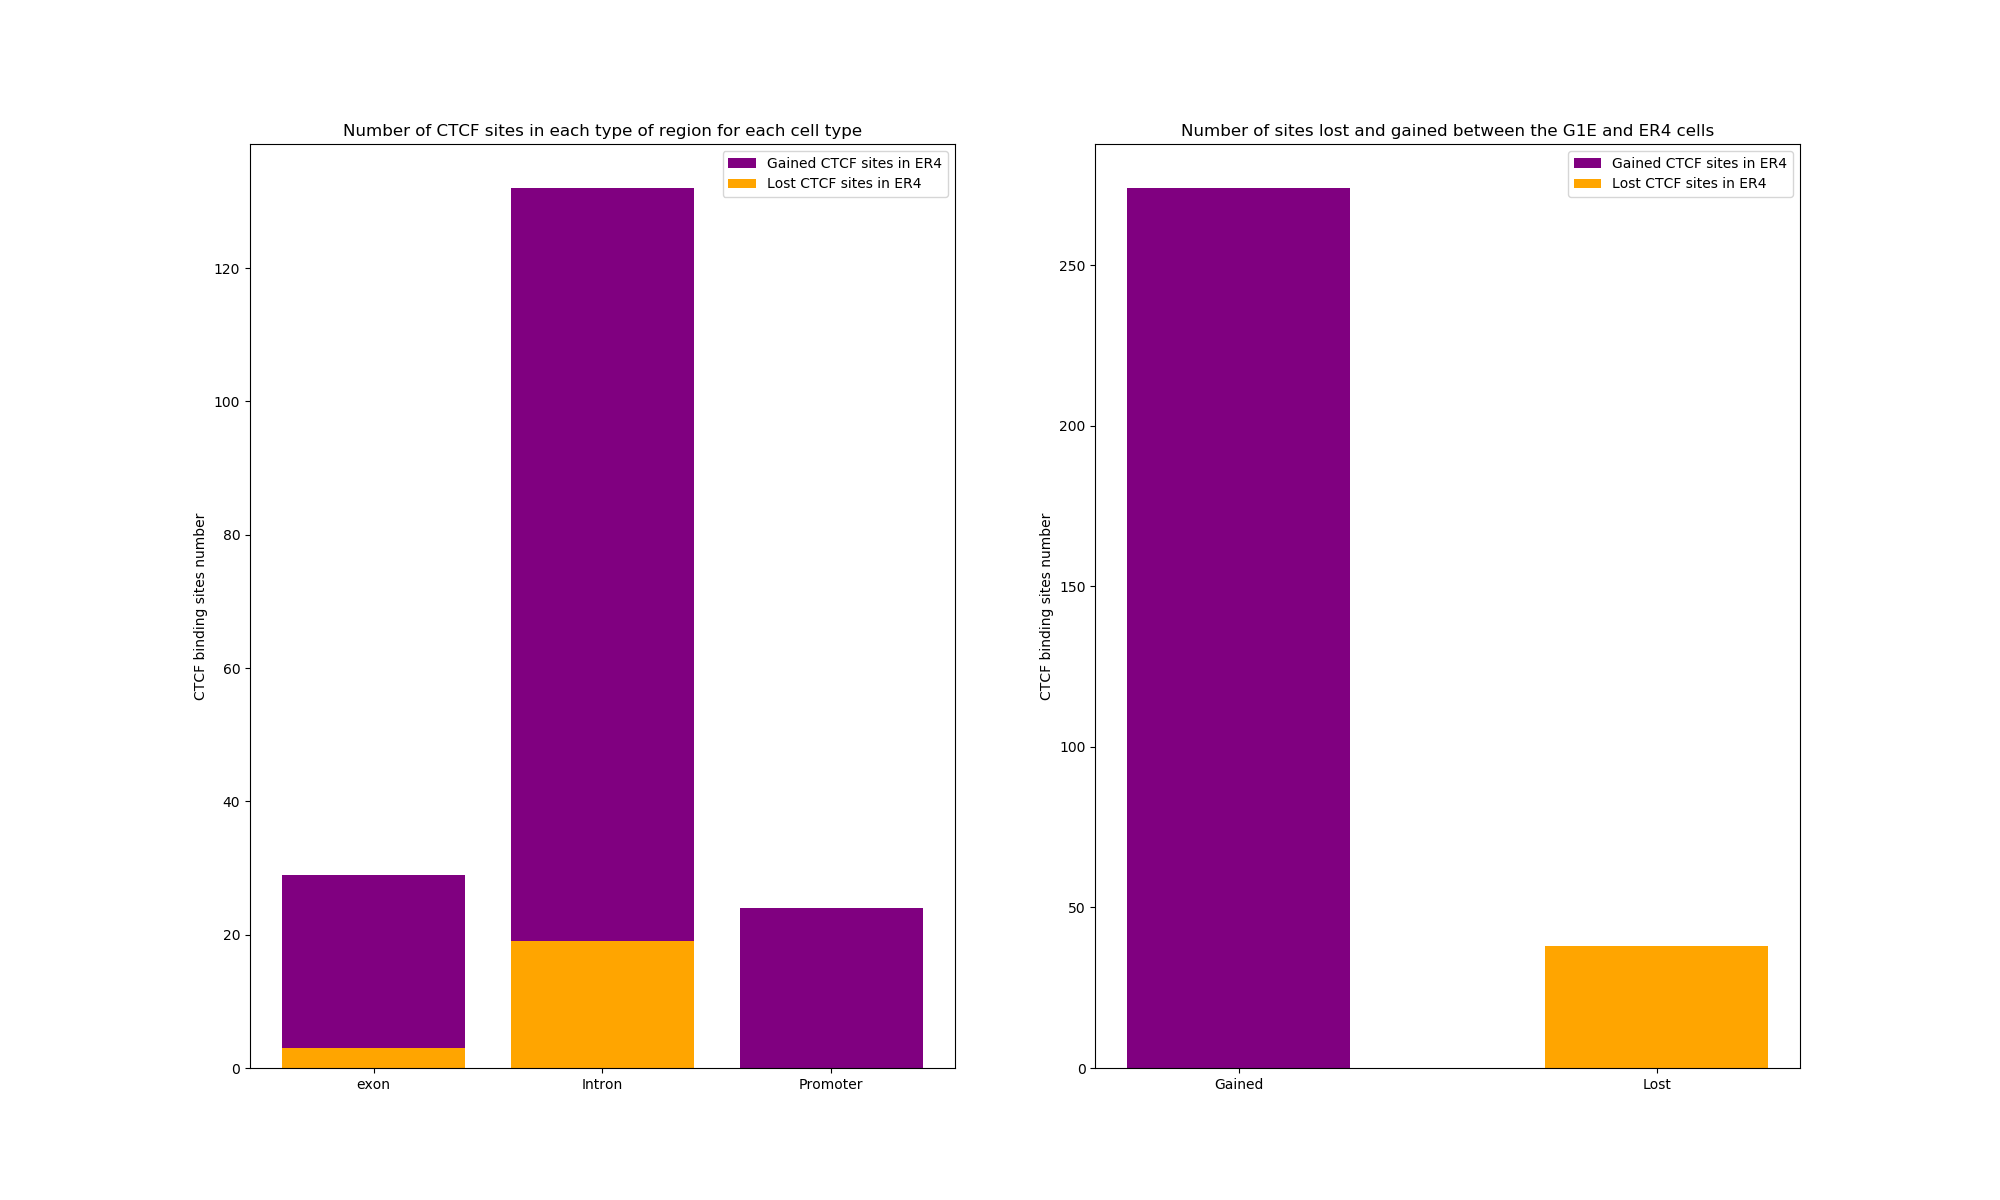 Number of CTCF sites in each type of region for each cell type
Gained CTCF sites in ER4
Lost CTCF sites in ER4
CTCF binding sites number
120
100
80
60
40
20
0
exon
Intron
Promoter
Number of sites lost and gained between the G1E and ER4 cells
Gained CTCF sites in ER4
Lost CTCF sites in ER4
CTCF binding sites number
250
200
150
100
50
0
Gained
Lost